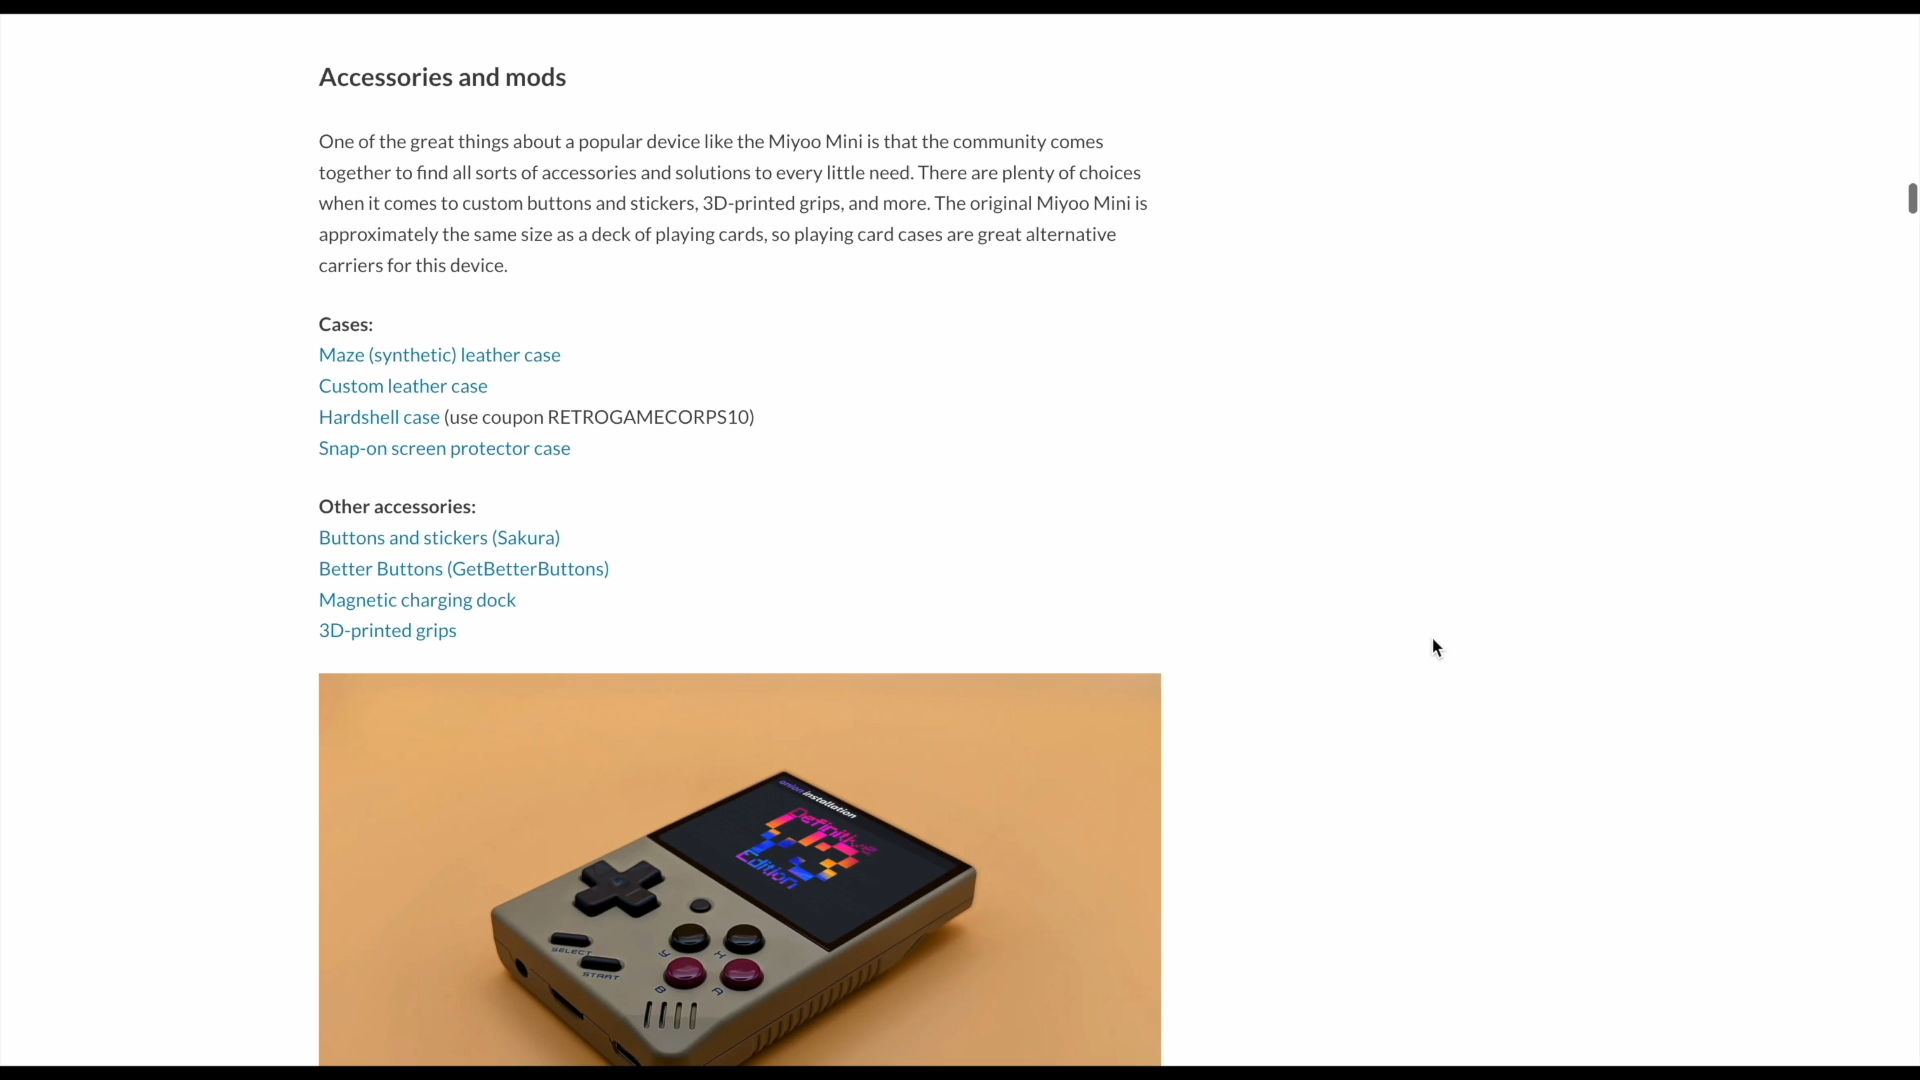 Accessories and mods
One of the great things about a popular device like the Miyoo Mini is that the community comes
together to find all sorts of accessories and solutions to every little need. There are plenty of choices
when it comes to custom buttons and stickers, 3D-printed grips, and more. The original Miyoo Mini is
approximately the same size as a deck of playing cards, so playing card cases are great alternative
carriers for this device.
Cases:
Maze (synthetic) leather case
Custom leather case
Hardshell case (use coupon RETROGAMECORPS10)
Snap-on screen protector case
Other accessories:
Buttons and stickers (Sakura)
Better Buttons (GetBetterButtons)
Magnetic charging dock
3D-printed grips
onion installation
Definitive
Edition
SELECT
START
Y
X
B
A